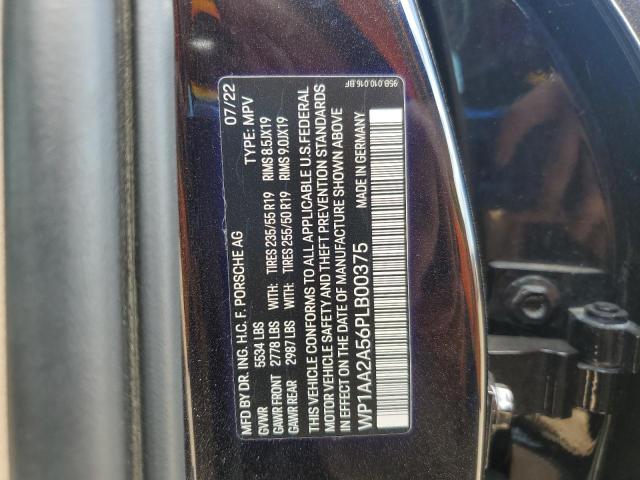 MFD BY DR. ING. H.C. F. PORSCHE AG 07/22
GVWR 5534 LBS TYPE: MPV
GAWR FRONT 2778 LBS WITH: TIRES 235/55 R19 RIMS 8.5JX19
GAWR REAR 2987 LBS WITH: TIRES 255/50 R19 RIMS 9.0JX19
THIS VEHICLE CONFORMS TO ALL APPLICABLE U.S. FEDERAL
MOTOR VEHICLE SAFETY AND THEFT PREVENTION STANDARDS
IN EFFECT ON THE DATE OF MANUFACTURE SHOWN ABOVE
WP1AA2A56PLB00375 MADE IN GERMANY
95B.010.016.BF